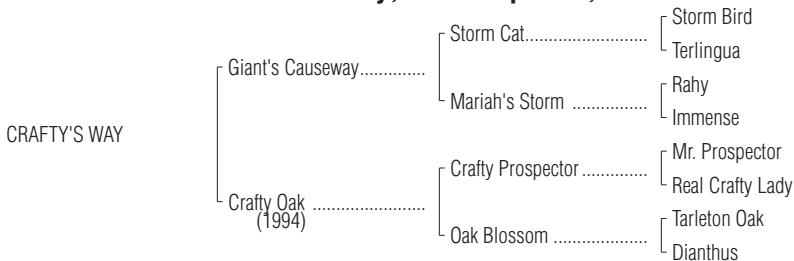 Storm Bird
Storm Cat......................
Terlingua
Giant's Causeway..............
Rahy
Mariah's Storm ................
Immense
CRAFTY'S WAY
Mr. Prospector
Crafty Prospector ..............
Real Crafty Lady
Crafty Oak ........................
(1994)
Tarleton Oak
Oak Blossom ....................
Dianthus